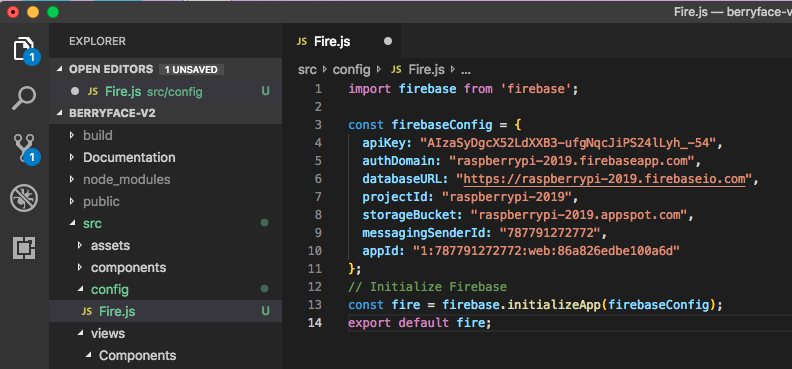 Fire.js — berryface-v
EXPLORER
OPEN EDITORS 1 UNSAVED
JS Fire.js src/config U
BERRYFACE-V2
build
Documentation
node_modules
public
src
assets
components
config
JS Fire.js U
views
Components
1
1
JS Fire.js
src › config › JS Fire.js › ...
1 import firebase from 'firebase';
2
3 const firebaseConfig = {
4 apiKey: "AIzaSyDgcX52LdXXB3-ufgNqcJiPS24lLyh_-54",
5 authDomain: "raspberrypi-2019.firebaseapp.com",
6 databaseURL: "https://raspberrypi-2019.firebaseio.com",
7 projectId: "raspberrypi-2019",
8 storageBucket: "raspberrypi-2019.appspot.com",
9 messagingSenderId: "787791272772",
10 appId: "1:787791272772:web:86a826edbe100a6d"
11 };
12 // Initialize Firebase
13 const fire = firebase.initializeApp(firebaseConfig);
14 export default fire;